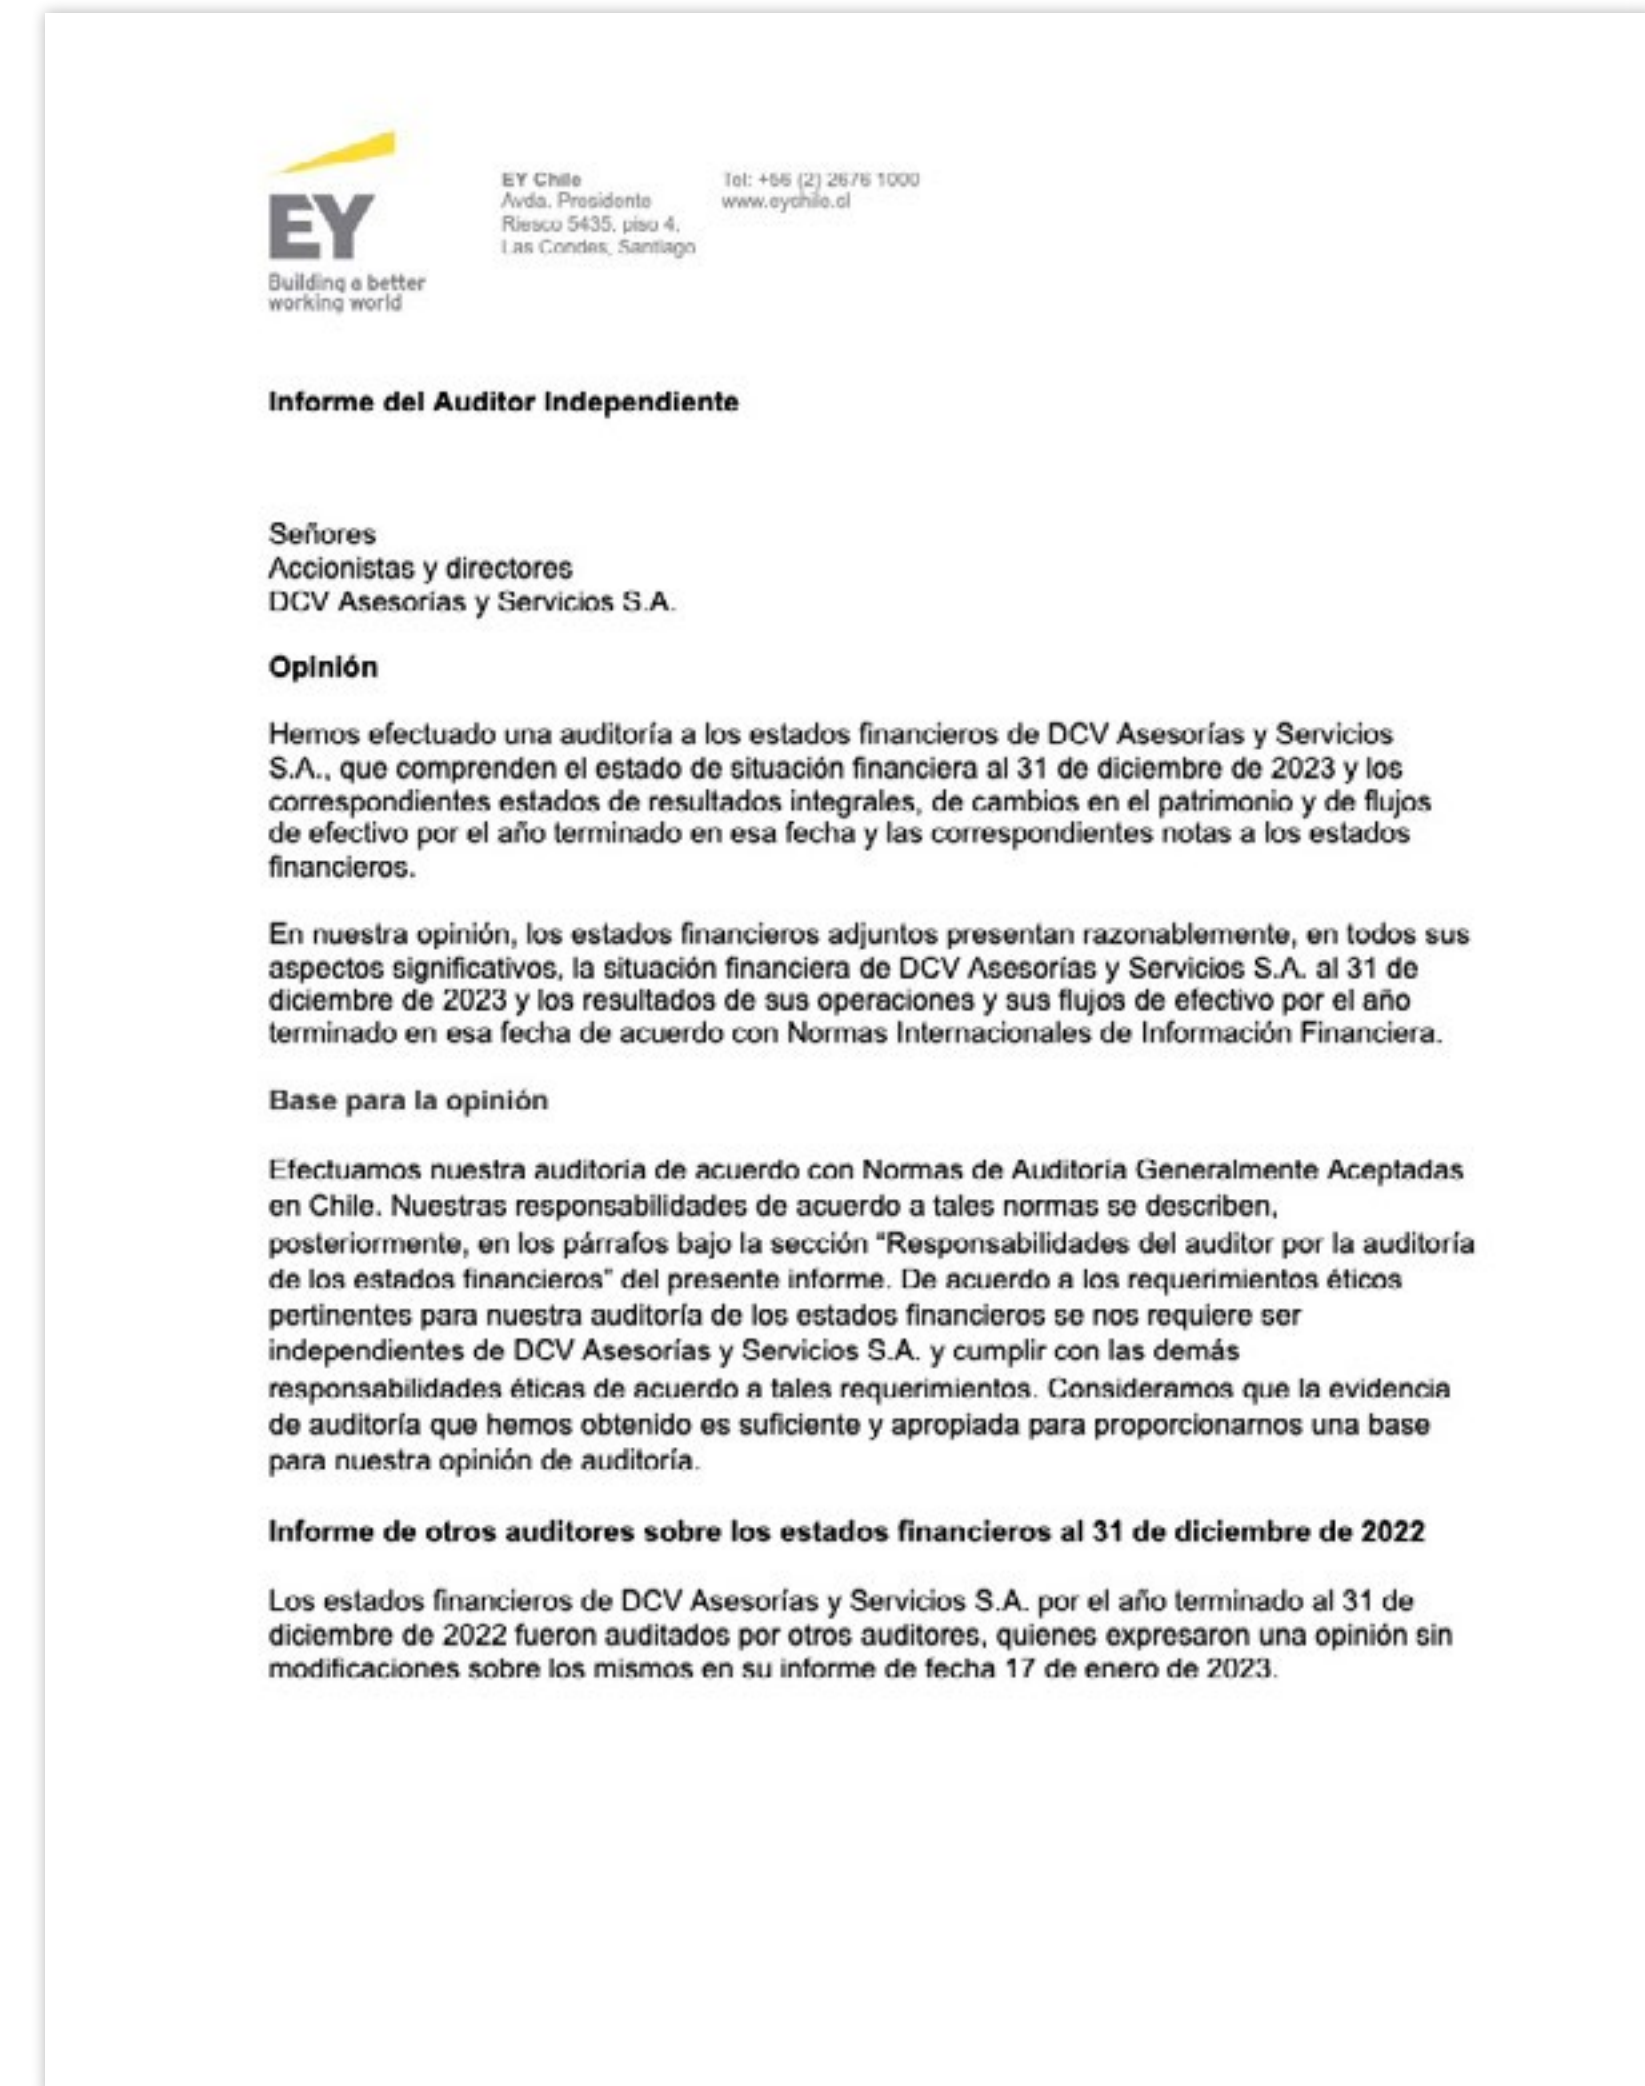 EY
Building a better
working world
EY Chile
Avda. Presidente
Riesco 5435, piso 4,
Las Condes, Santiago
Tel: +56 (2) 2676 1000
www.eychile.cl
Informe del Auditor Independiente
Señores
Accionistas y directores
DCV Asesorías y Servicios S.A.
Opinión
Hemos efectuado una auditoría a los estados financieros de DCV Asesorías y Servicios
S.A., que comprenden el estado de situación financiera al 31 de diciembre de 2023 y los
correspondientes estados de resultados integrales, de cambios en el patrimonio y de flujos
de efectivo por el año terminado en esa fecha y las correspondientes notas a los estados
financieros.
En nuestra opinión, los estados financieros adjuntos presentan razonablemente, en todos sus
aspectos significativos, la situación financiera de DCV Asesorías y Servicios S.A. al 31 de
diciembre de 2023 y los resultados de sus operaciones y sus flujos de efectivo por el año
terminado en esa fecha de acuerdo con Normas Internacionales de Información Financiera.
Base para la opinión
Efectuamos nuestra auditoría de acuerdo con Normas de Auditoría Generalmente Aceptadas
en Chile. Nuestras responsabilidades de acuerdo a tales normas se describen,
posteriormente, en los párrafos bajo la sección “Responsabilidades del auditor por la auditoría
de los estados financieros” del presente informe. De acuerdo a los requerimientos éticos
pertinentes para nuestra auditoría de los estados financieros se nos requiere ser
independientes de DCV Asesorías y Servicios S.A. y cumplir con las demás
responsabilidades éticas de acuerdo a tales requerimientos. Consideramos que la evidencia
de auditoría que hemos obtenido es suficiente y apropiada para proporcionarnos una base
para nuestra opinión de auditoría.
Informe de otros auditores sobre los estados financieros al 31 de diciembre de 2022
Los estados financieros de DCV Asesorías y Servicios S.A. por el año terminado al 31 de
diciembre de 2022 fueron auditados por otros auditores, quienes expresaron una opinión sin
modificaciones sobre los mismos en su informe de fecha 17 de enero de 2023.